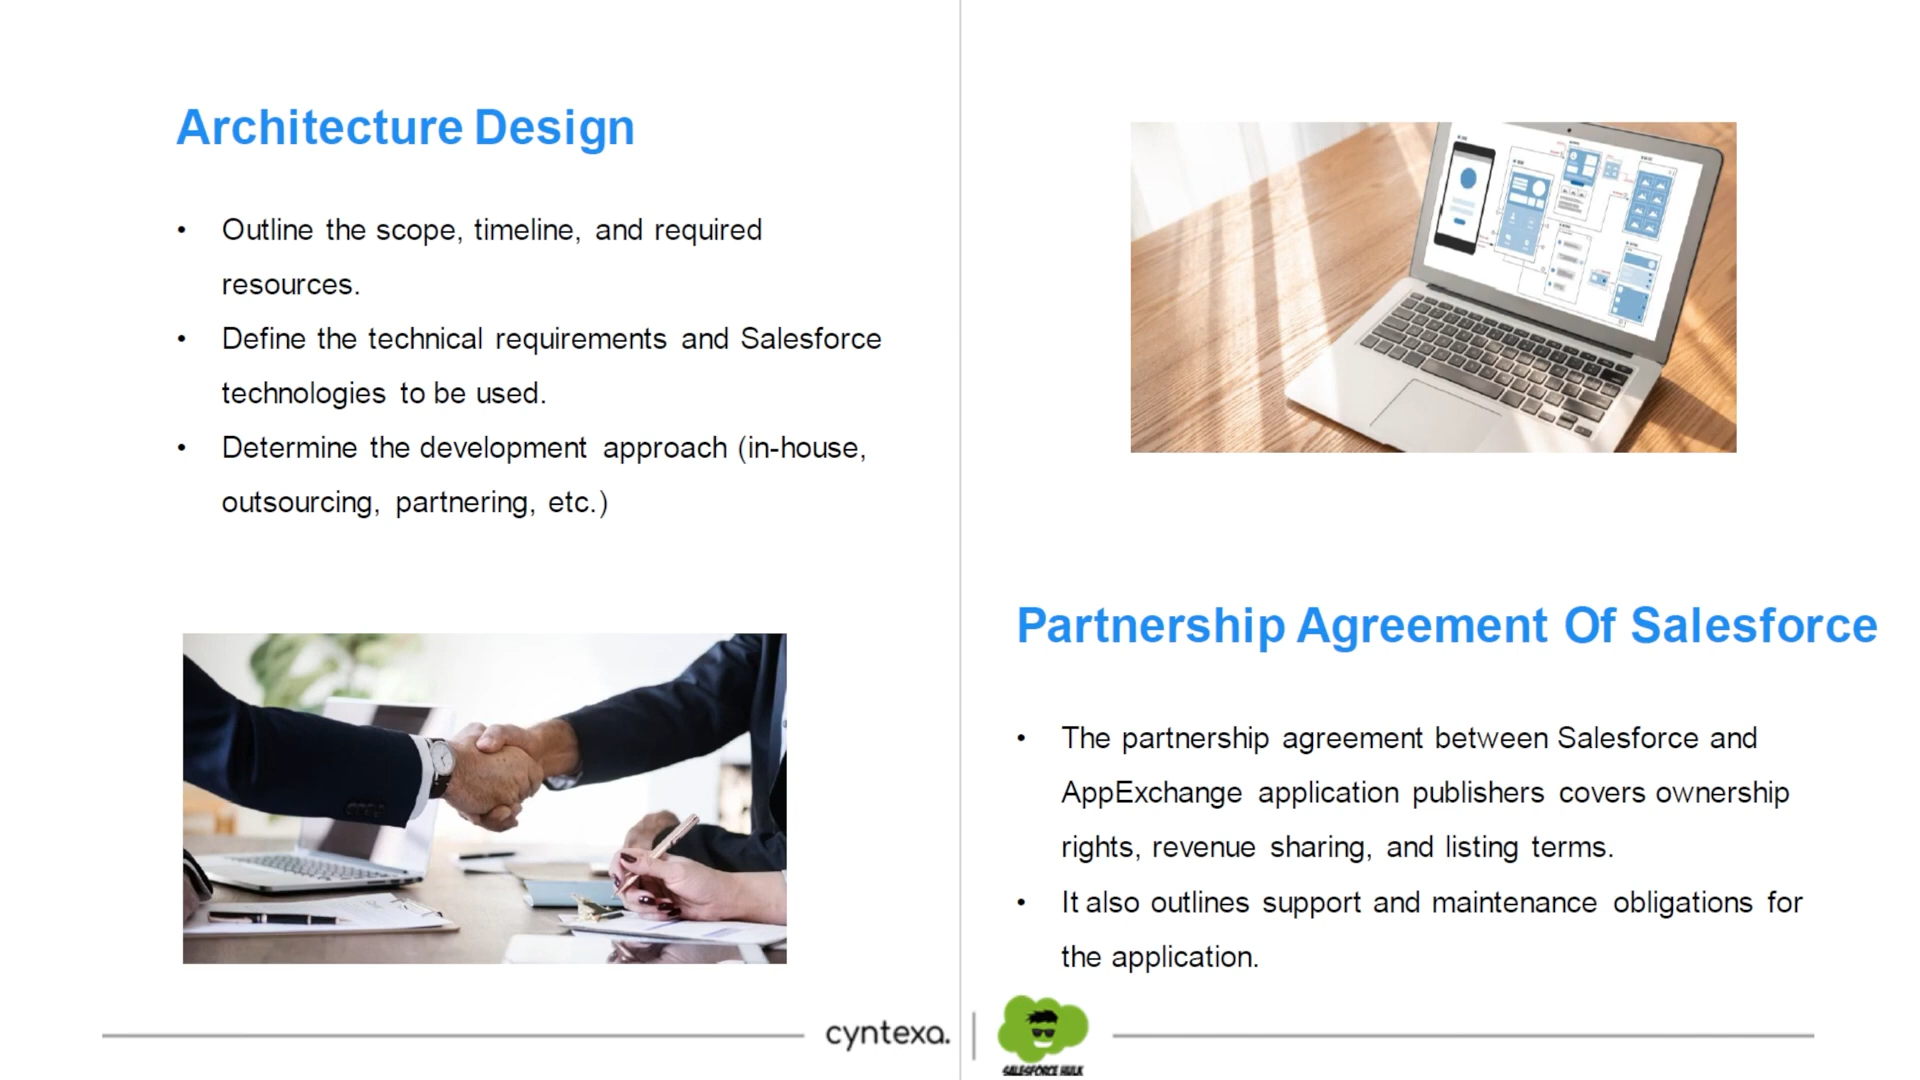 Architecture Design
• Outline the scope, timeline, and required
resources.
• Define the technical requirements and Salesforce
technologies to be used.
• Determine the development approach (in-house,
outsourcing, partnering, etc.)
Partnership Agreement Of Salesforce
• The partnership agreement between Salesforce and
AppExchange application publishers covers ownership
rights, revenue sharing, and listing terms.
• It also outlines support and maintenance obligations for
the application.
cyntexa.
SALESFORCE HULK